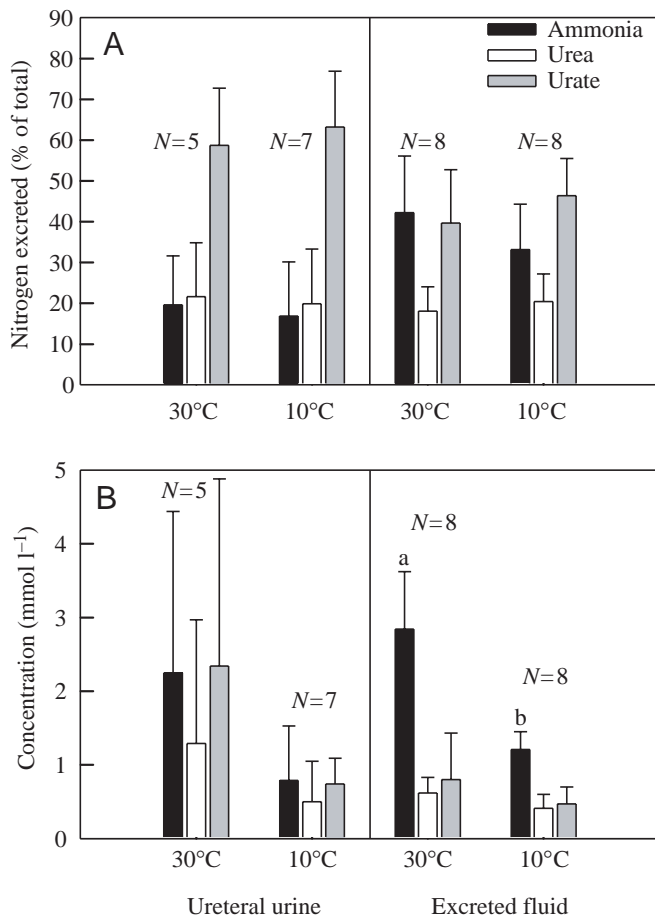 A
Ammonia
Urea
Urate
Nitrogen excreted (% of total)
90
80
70
60
50
40
30
20
10
0
N=5
N=7
N=8
N=8
30°C
10°C
30°C
10°C
B
Concentration (mmol l⁻¹)
5
4
3
2
1
0
N=5
N=7
N=8
a
N=8
b
30°C
10°C
30°C
10°C
Ureteral urine
Excreted fluid